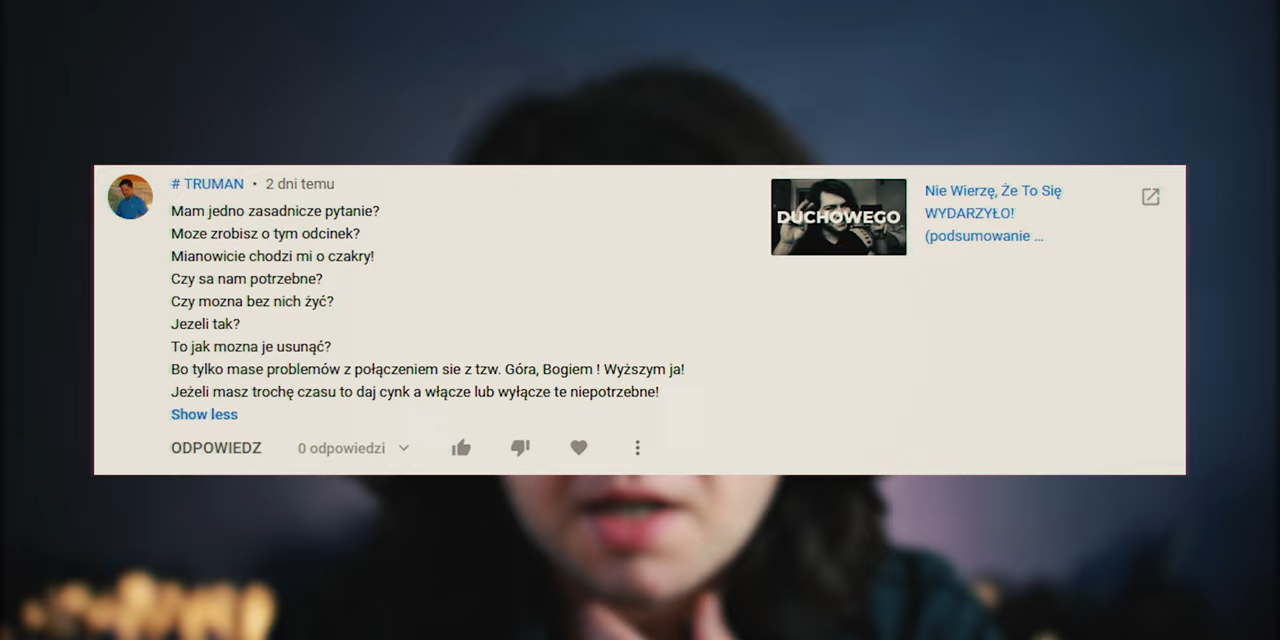 # TRUMAN • 2 dni temu
Mam jedno zasadnicze pytanie?
Moze zrobisz o tym odcinek?
Mianowicie chodzi mi o czakry!
Czy sa nam potrzebne?
Czy mozna bez nich żyć?
Jezeli tak?
To jak mozna je usunąć?
Bo tylko mase problemów z połączeniem sie z tzw. Góra, Bogiem ! Wyższym ja!
Jeżeli masz trochę czasu to daj cynk a włącze lub wyłącze te niepotrzebne!
Show less
ODPOWIEDZ 0 odpowiedzi
DUCHOWEGO
Nie Wierzę, Że To Się
WYDARZYŁO!
(podsumowanie ...